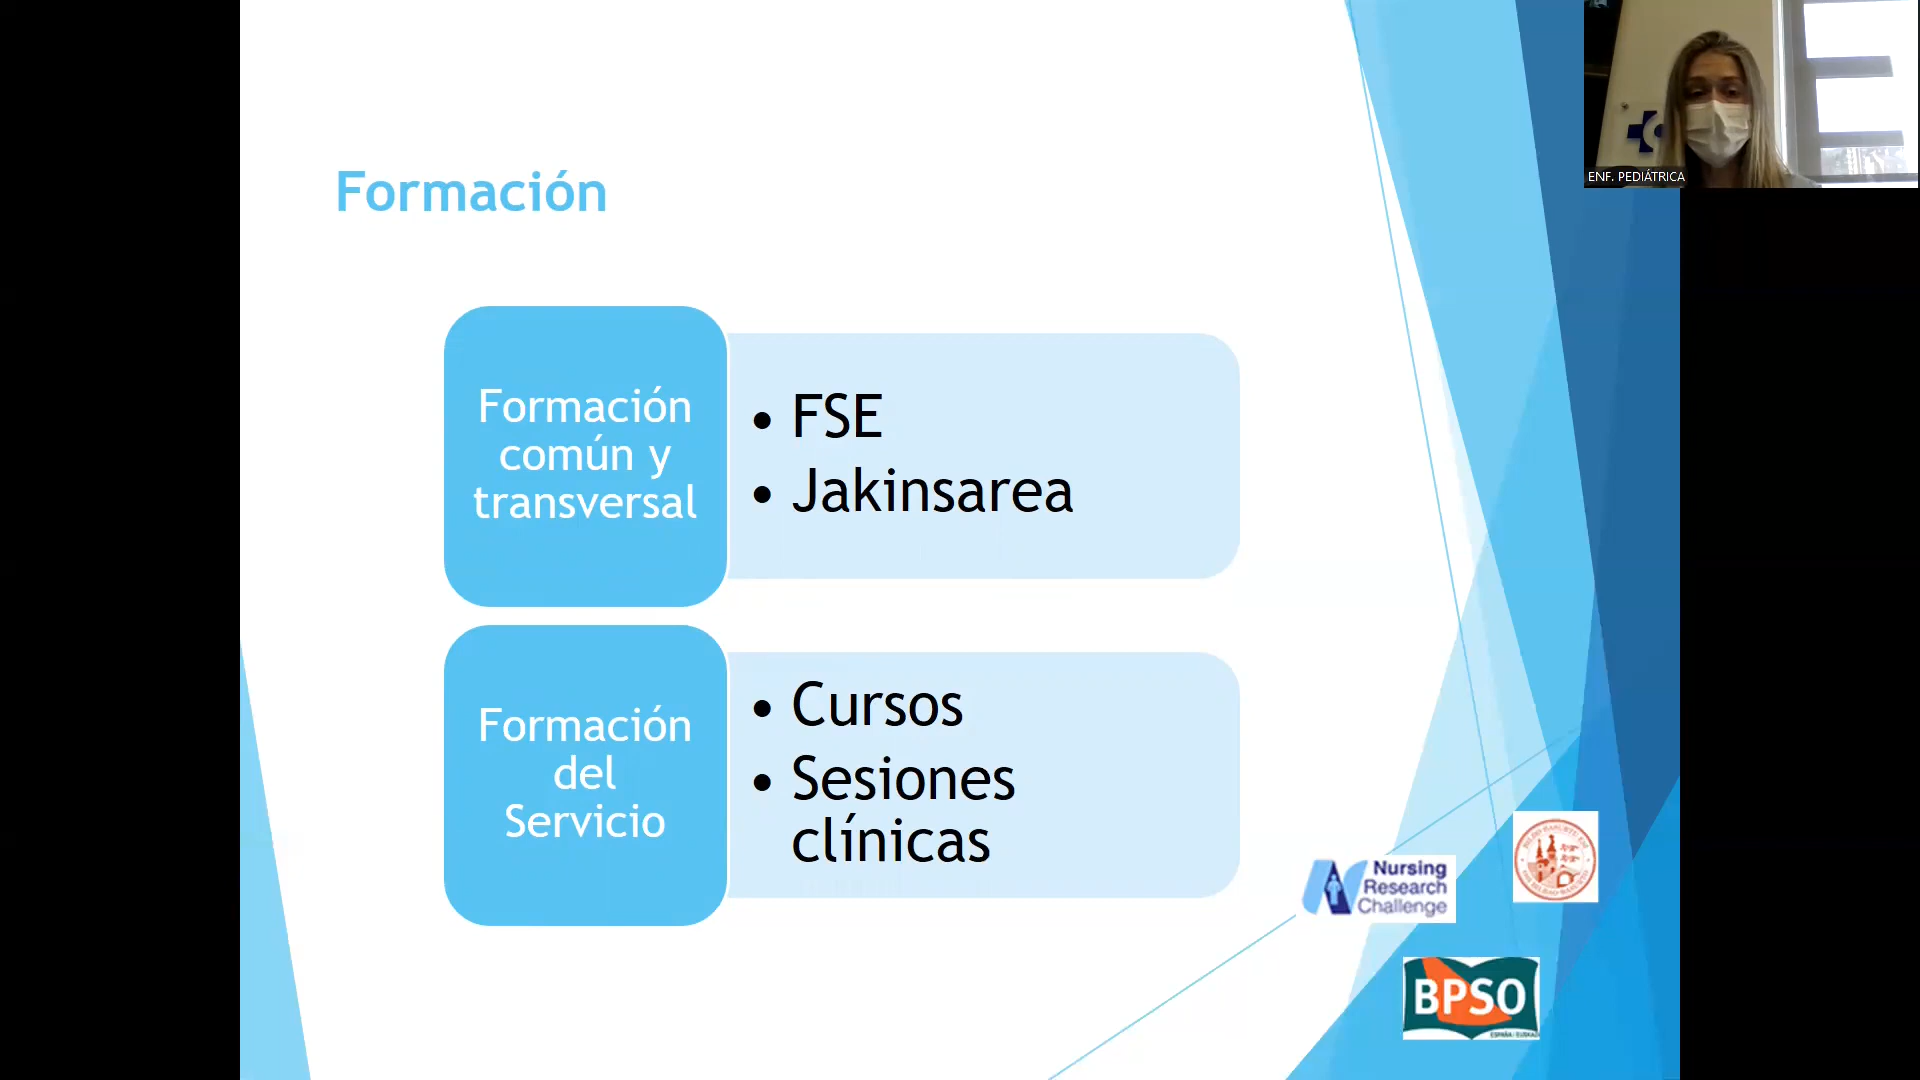 Formación
Formación
común y
transversal
• FSE
• Jakinsarea
Formación
del
Servicio
• Cursos
• Sesiones
clínicas
Nursing
Research
Challenge
BPSO
ENF. PEDIÁTRICA